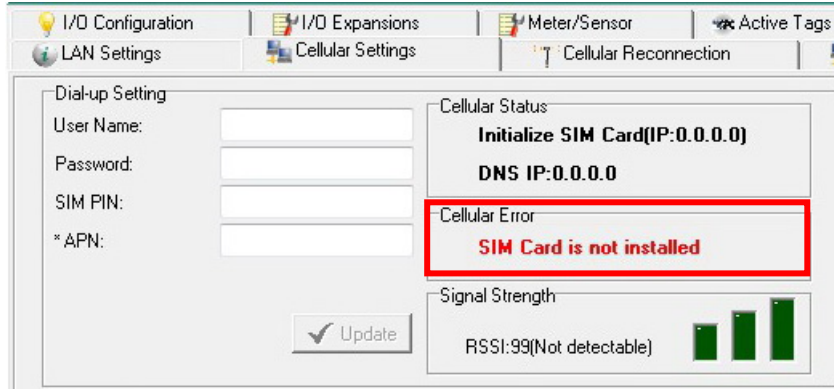 I/O Configuration
I/O Expansions
Meter/Sensor
Active Tags
LAN Settings
Cellular Settings
Cellular Reconnection
Dial-up Setting
User Name:
Password:
SIM PIN:
* APN:
Update
Cellular Status
Initialize SIM Card(IP:0.0.0.0)
DNS IP:0.0.0.0
Cellular Error
SIM Card is not installed
Signal Strength
RSSI:99(Not detectable)